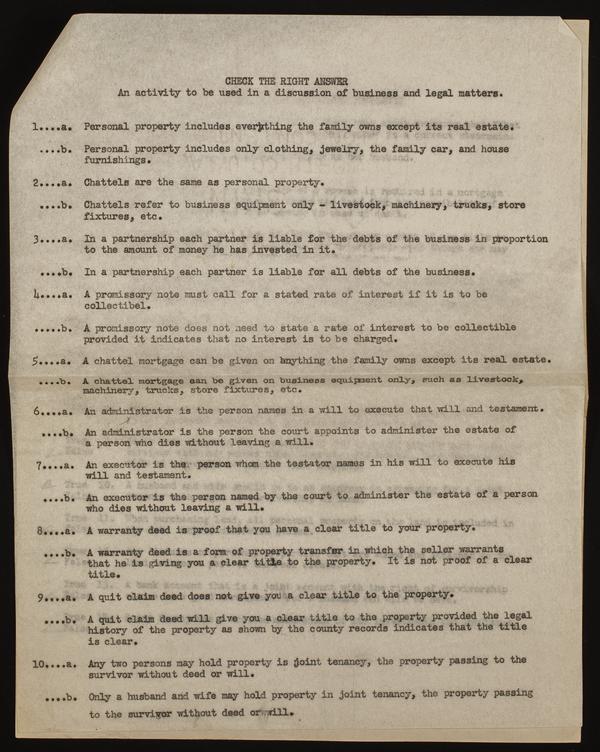 CHECK THE RIGHT ANSWER
An activity to be used in a discussion of business and legal matters.
1....a. Personal property includes everything the family owns except its real estate.
....b. Personal property includes only clothing, jewelry, the family car, and house
furnishings.
2....a. Chattels are the same as personal property.
....b. Chattels refer to business equipment only - livestock, machinery, trucks, store
fixtures, etc.
3....a. In a partnership each partner is liable for the debts of the business in proportion
to the amount of money he has invested in it.
....b. In a partnership each partner is liable for all debts of the business.
4....a. A promissory note must call for a stated rate of interest if it is to be
collectibel.
.....b. A promissory note does not need to state a rate of interest to be collectible
provided it indicates that no interest is to be charged.
5....a. A chattel mortgage can be given on anything the family owns except its real estate.
....b. A chattel mortgage can be given on business equipment only, such as livestock,
machinery, trucks, store fixtures, etc.
6....a. An administrator is the person names in a will to execute that will and testament.
....b. An administrator is the person the court appoints to administer the estate of
a person who dies without leaving a will.
7....a. An executor is the person whom the testator names in his will to execute his
will and testament.
....b. An executor is the person named by the court to administer the estate of a person
who dies without leaving a will.
8....a. A warranty deed is proof that you have a clear title to your property.
....b. A warranty deed is a form of property transfer in which the seller warrants
that he is giving you a clear title to the property. It is not proof of a clear
title.
9....a. A quit claim deed does not give you a clear title to the property.
....b. A quit claim deed will give you a clear title to the property provided the legal
history of the property as shown by the county records indicates that the title
is clear.
10....a. Any two persons may hold property is joint tenancy, the property passing to the
survivor without deed or will.
....b. Only a husband and wife may hold property in joint tenancy, the property passing
to the survivor without deed or will.